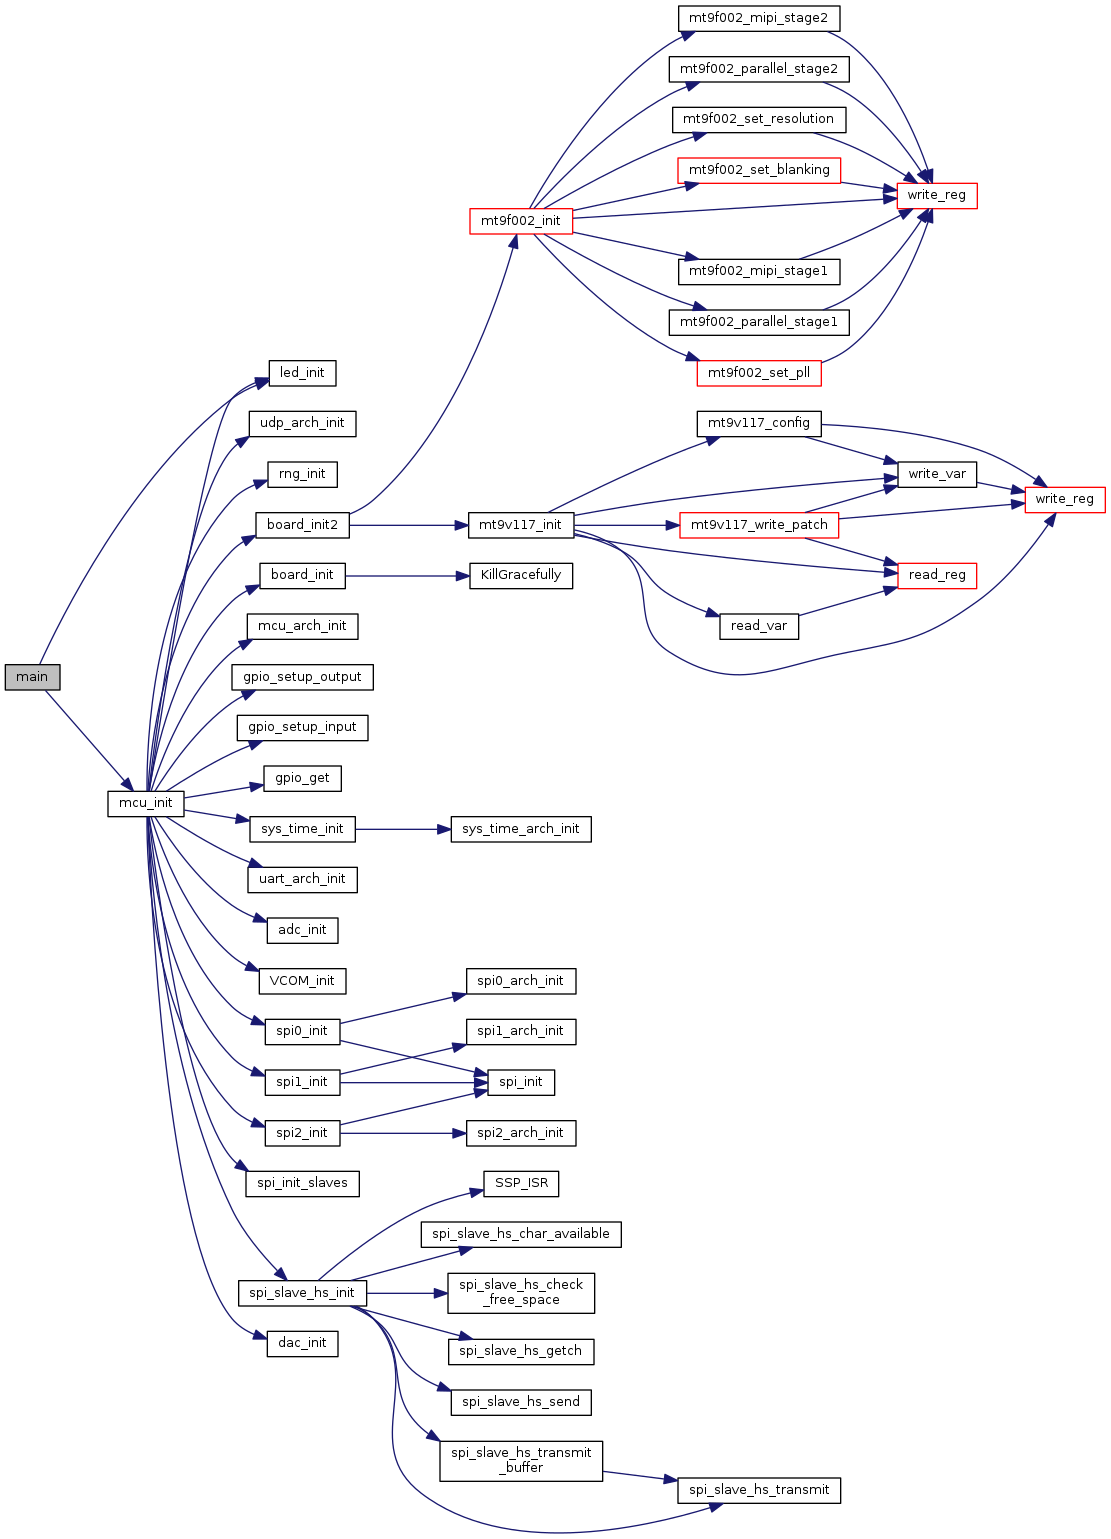 mt9f002_mipi_stage2
mt9f002_parallel_stage2
mt9f002_set_resolution
mt9f002_set_blanking
write_reg
mt9f002_init
mt9f002_mipi_stage1
mt9f002_parallel_stage1
led_init
mt9f002_set_pll
udp_arch_init
mt9v117_config
rng_init
write_var
write_reg
board_init2
mt9v117_init
mt9v117_write_patch
board_init
KillGracefully
read_reg
mcu_arch_init
read_var
main
gpio_setup_output
gpio_setup_input
gpio_get
mcu_init
sys_time_init
sys_time_arch_init
uart_arch_init
adc_init
VCOM_init
spi0_arch_init
spi0_init
spi1_arch_init
spi1_init
spi_init
spi2_init
spi2_arch_init
spi_init_slaves
SSP_ISR
spi_slave_hs_char_available
spi_slave_hs_init
spi_slave_hs_check
_free_space
dac_init
spi_slave_hs_getch
spi_slave_hs_send
spi_slave_hs_transmit
_buffer
spi_slave_hs_transmit